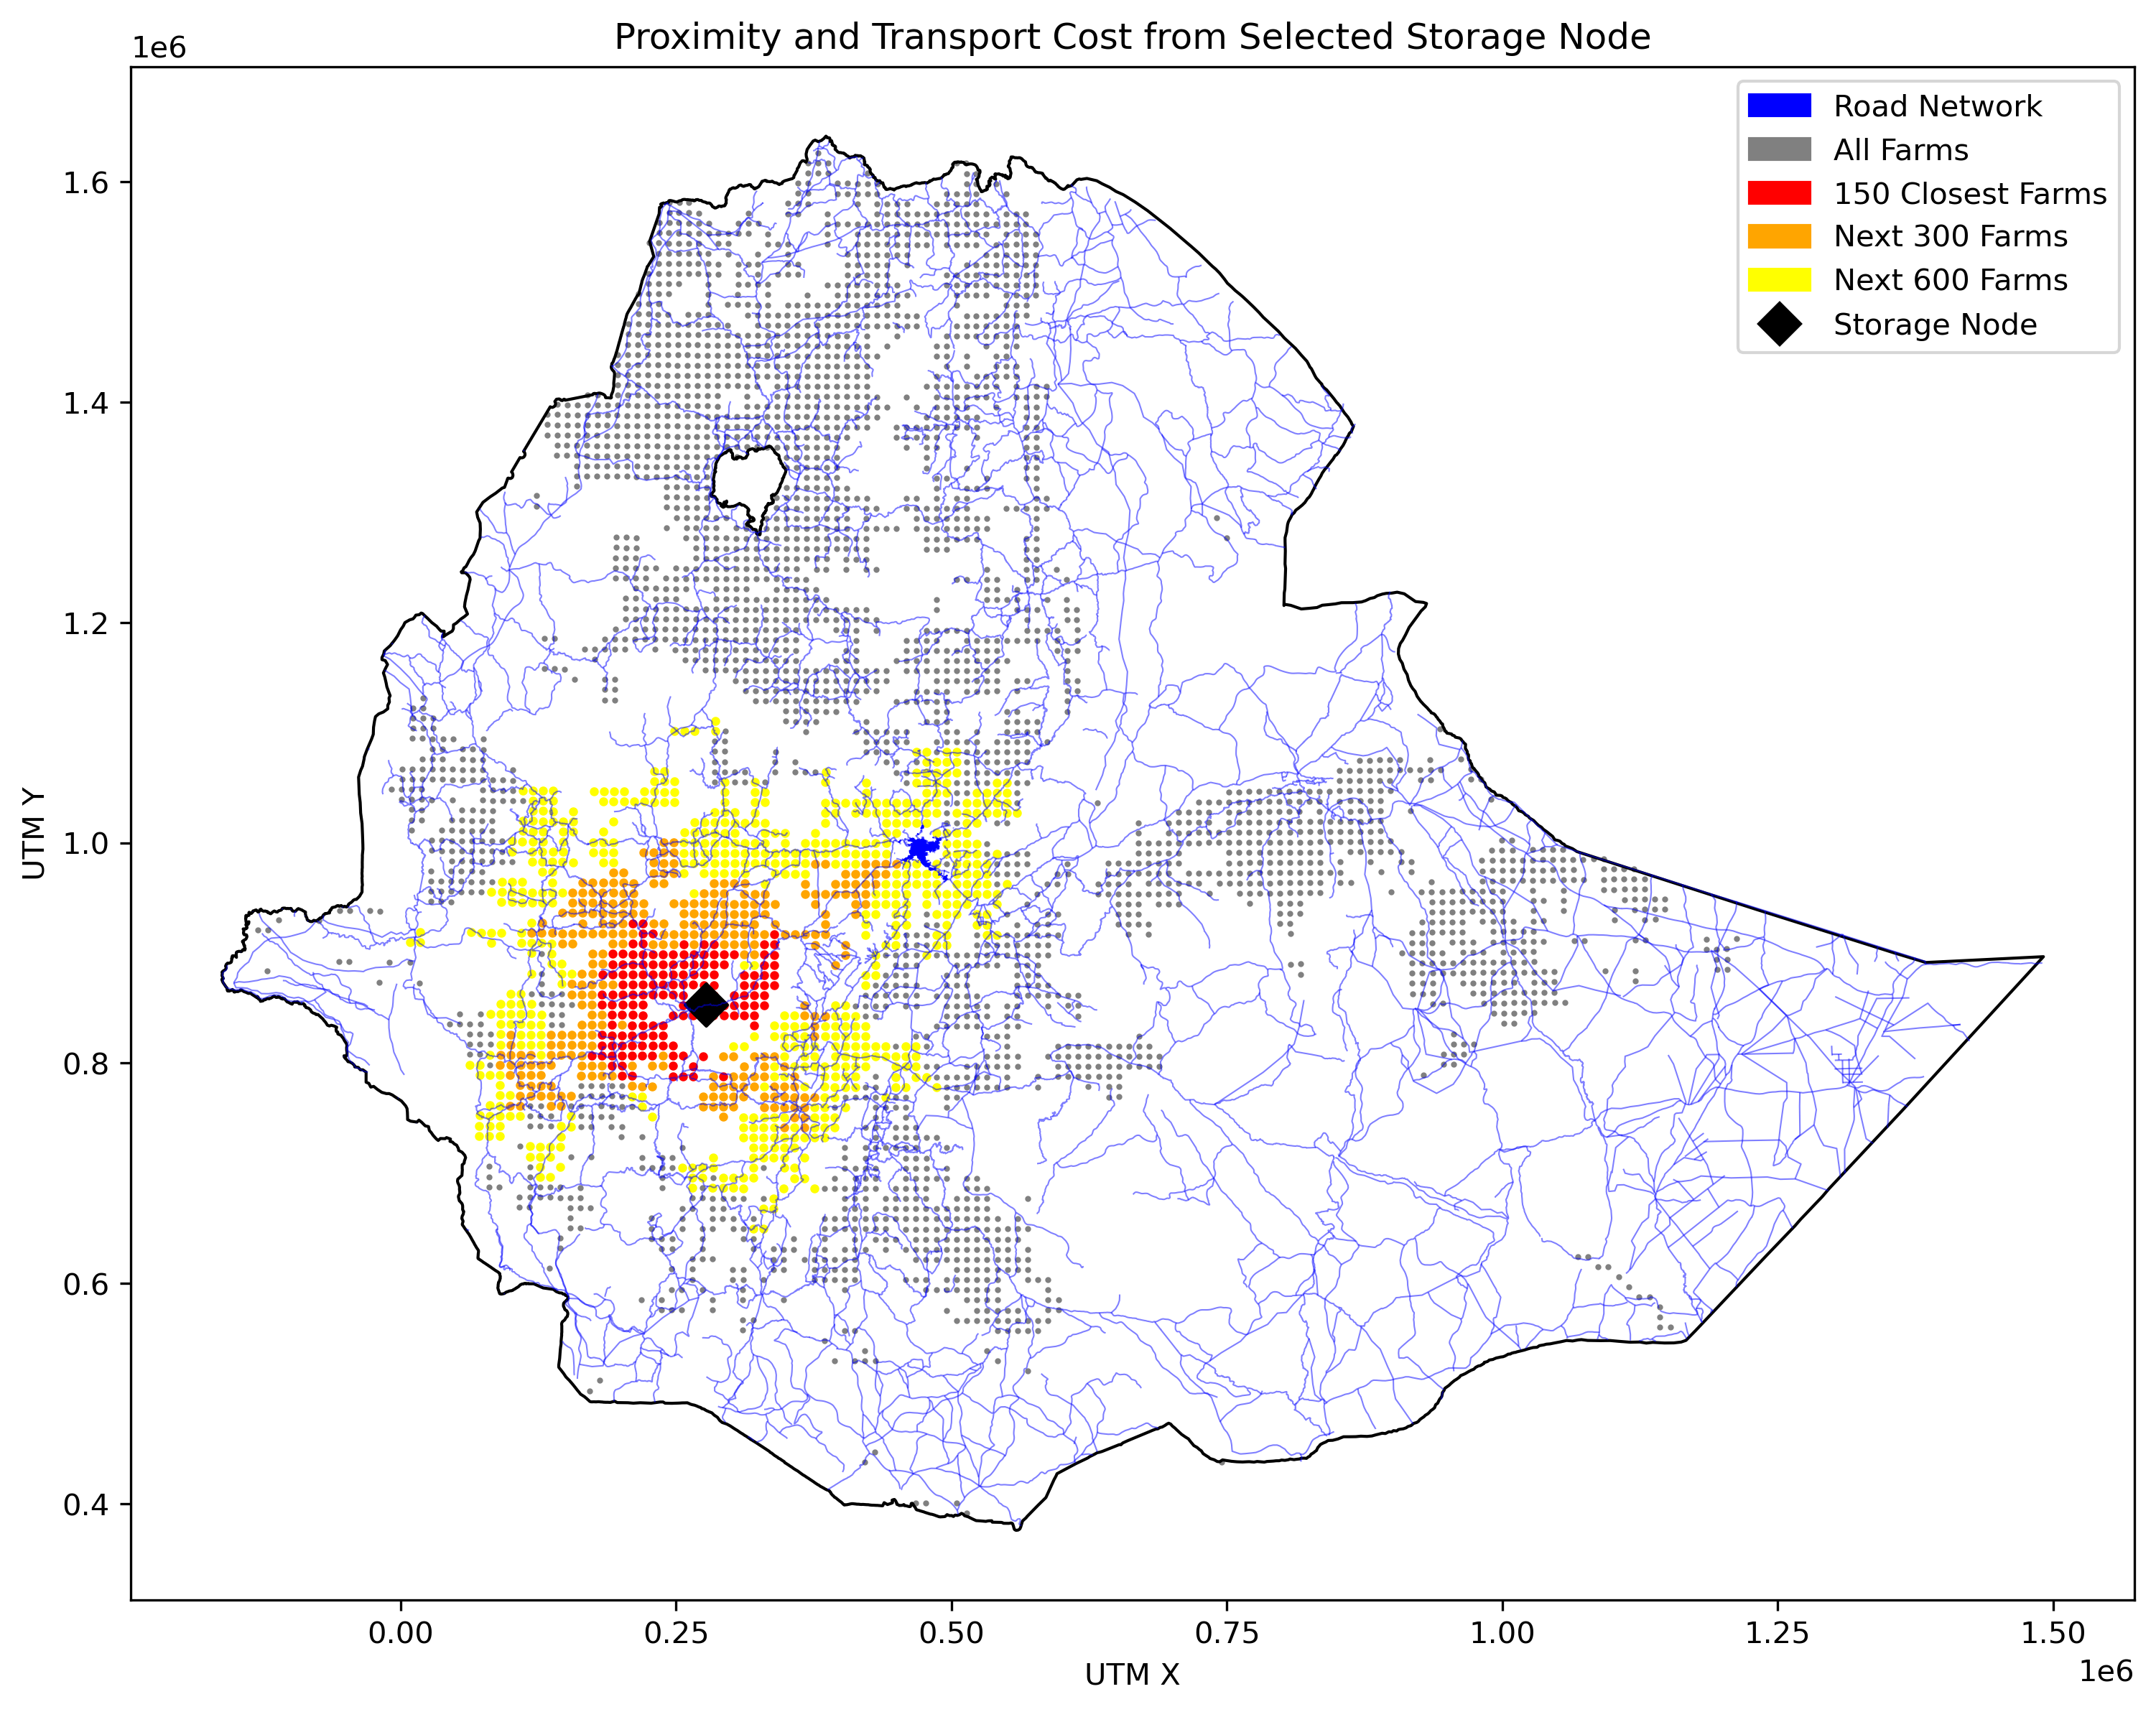 Proximity and Transport Cost from Selected Storage Node
1e6
Road Network
All Farms
150 Closest Farms
Next 300 Farms
Next 600 Farms
Storage Node
1.6
1.4
1.2
1.0
0.8
0.6
0.4
UTM Y
0.00 0.25 0.50 0.75 1.00 1.25 1.50
UTM X
1e6